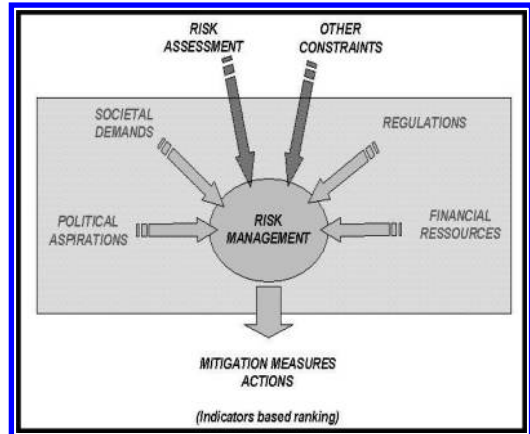 RISK
ASSESSMENT
OTHER
CONSTRAINTS
SOCIETAL
DEMANDS
REGULATIONS
POLITICAL
ASPIRATIONS
RISK
MANAGEMENT
FINANCIAL
RESSOURCES
MITIGATION MEASURES
ACTIONS
(Indicators based ranking)